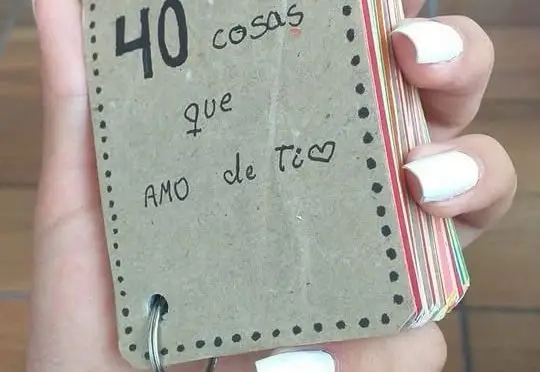 40 cosas
que
AMO de Ti♡